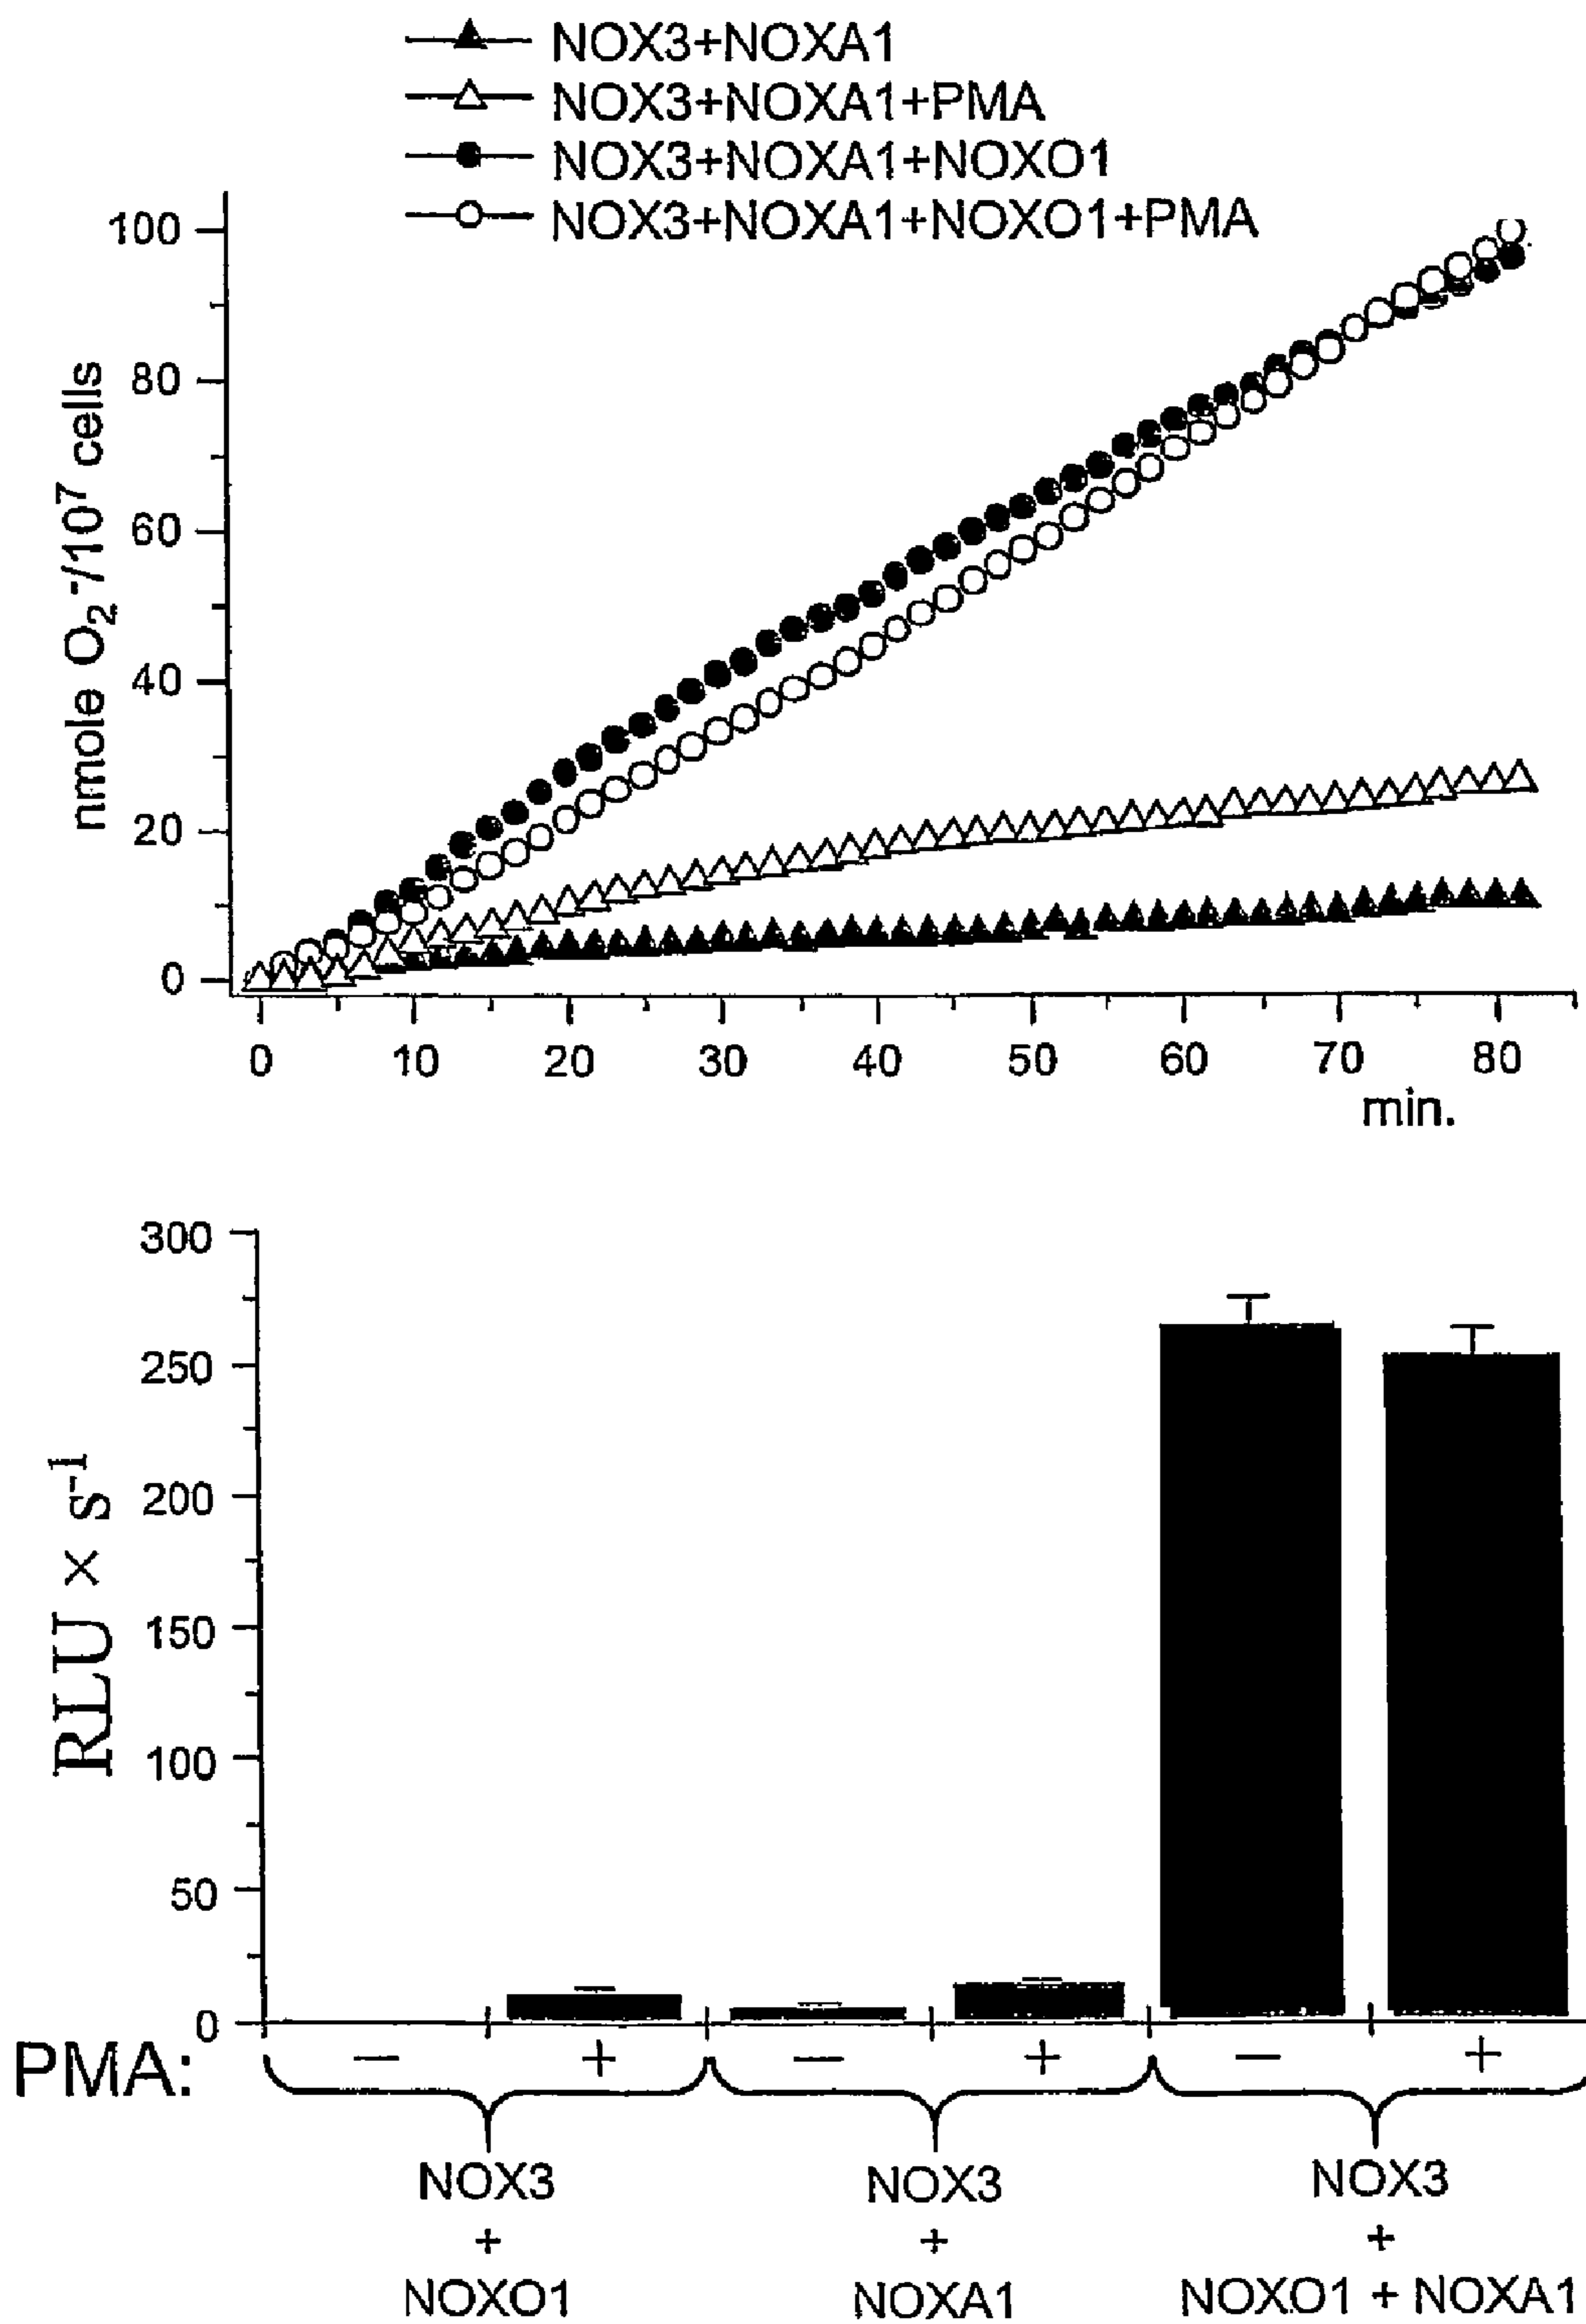 NOX3+NOXA1
NOX3+NOXA1+PMA
NOX3+NOXA1+NOXO1
NOX3+NOXA1+NOXO1+PMA
nmole O₂⁻/10⁷ cells
100
80
60
40
20
0
0 10 20 30 40 50 60 70 80
min.
RLU × s⁻¹
300
250
200
150
100
50
0
PMA: – + – + – +
NOX3 NOX3 NOX3
+ + +
NOXO1 NOXA1 NOXO1 + NOXA1